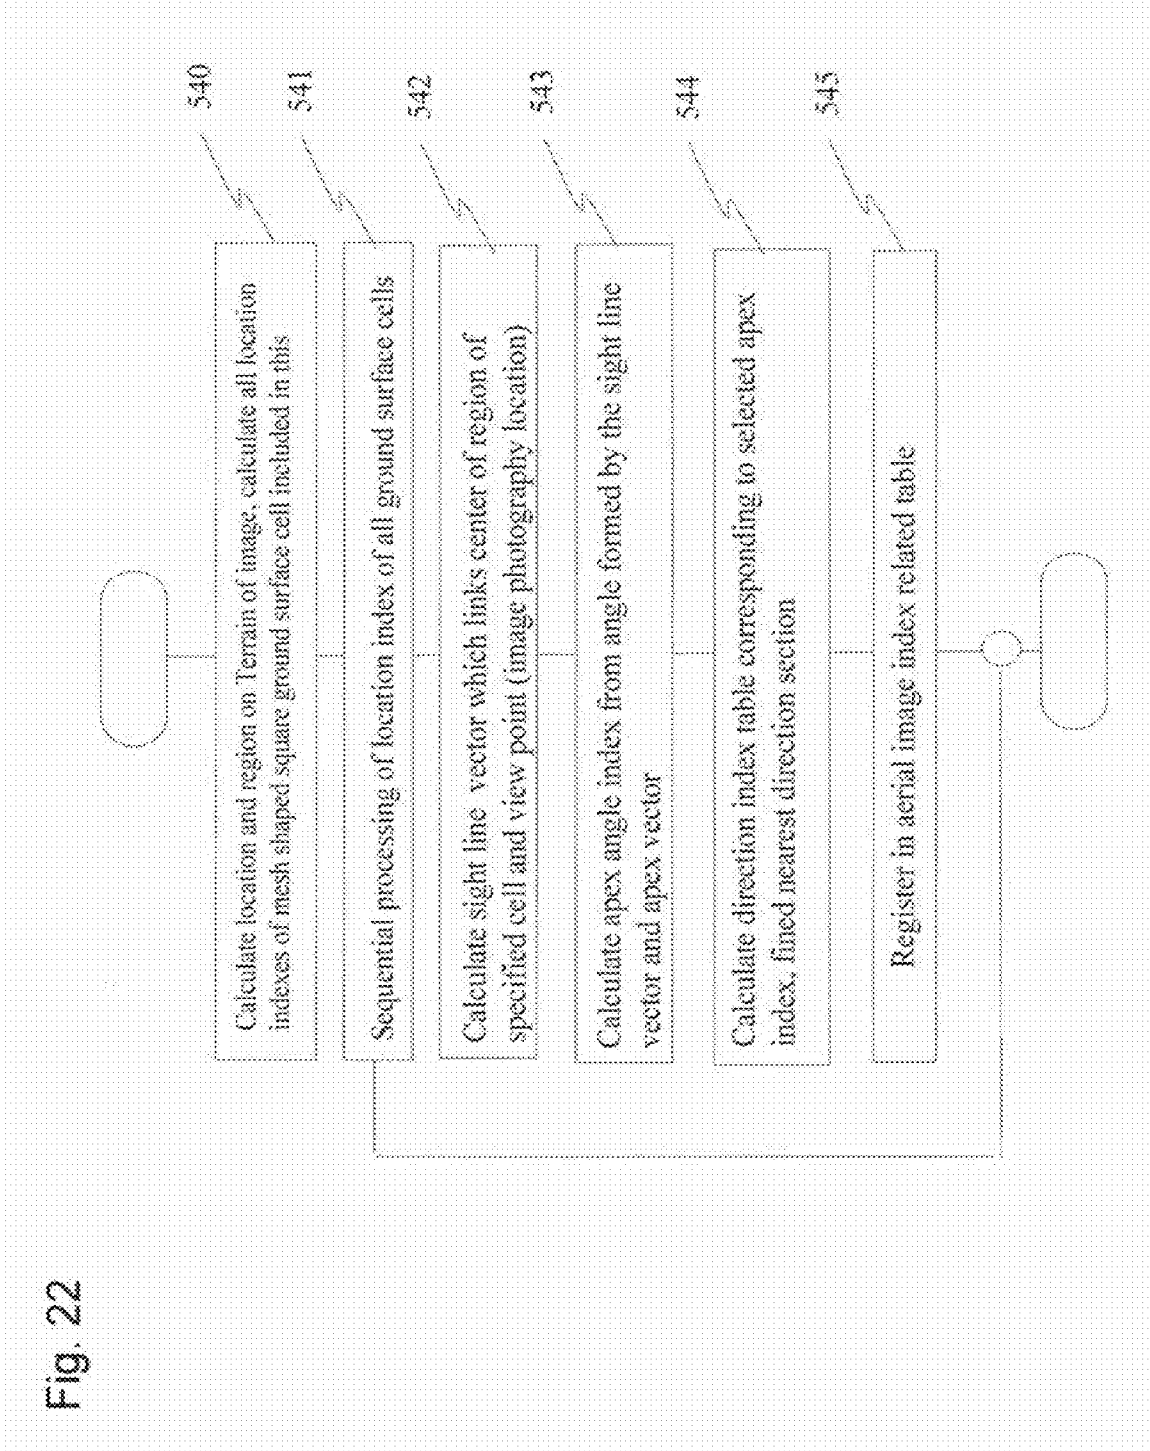 Fig. 22
540
Calculate location and region on Terrain of image, calculate all location
indexes of mesh shaped square ground surface cell included in this
541
Sequential processing of location index of all ground surface cells
542
Calculate sight line vector which links center of region of
specified cell and view point (image photography location)
543
Calculate apex angle index from angle formed by the sight line
vector and apex vector
544
Calculate direction index table corresponding to selected apex
index, fined nearest direction section
545
Register in aerial image index related table